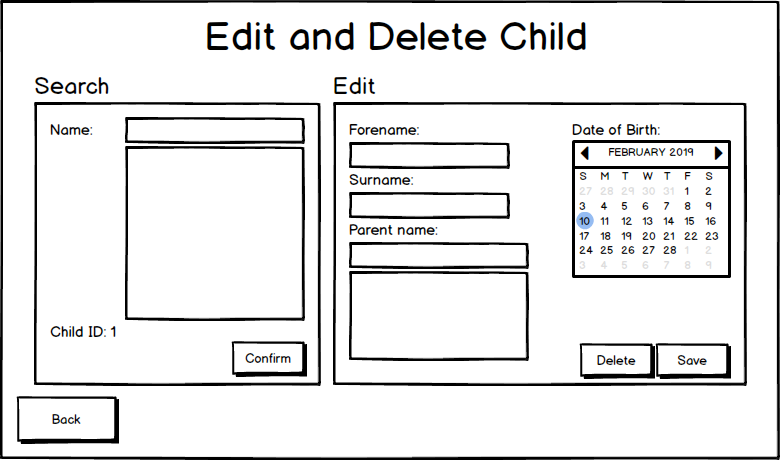 Edit and Delete Child
Search
Name:
Child ID: 1
Confirm
Edit
Forename:
Surname:
Parent name:
Date of Birth:
FEBRUARY 2019
S M T W T F S
27 28 29 30 31 1 2
3 4 5 6 7 8 9
10 11 12 13 14 15 16
17 18 19 20 21 22 23
24 25 26 27 28 1 2
3 4 5 6 7 8 9
Delete Save
Back